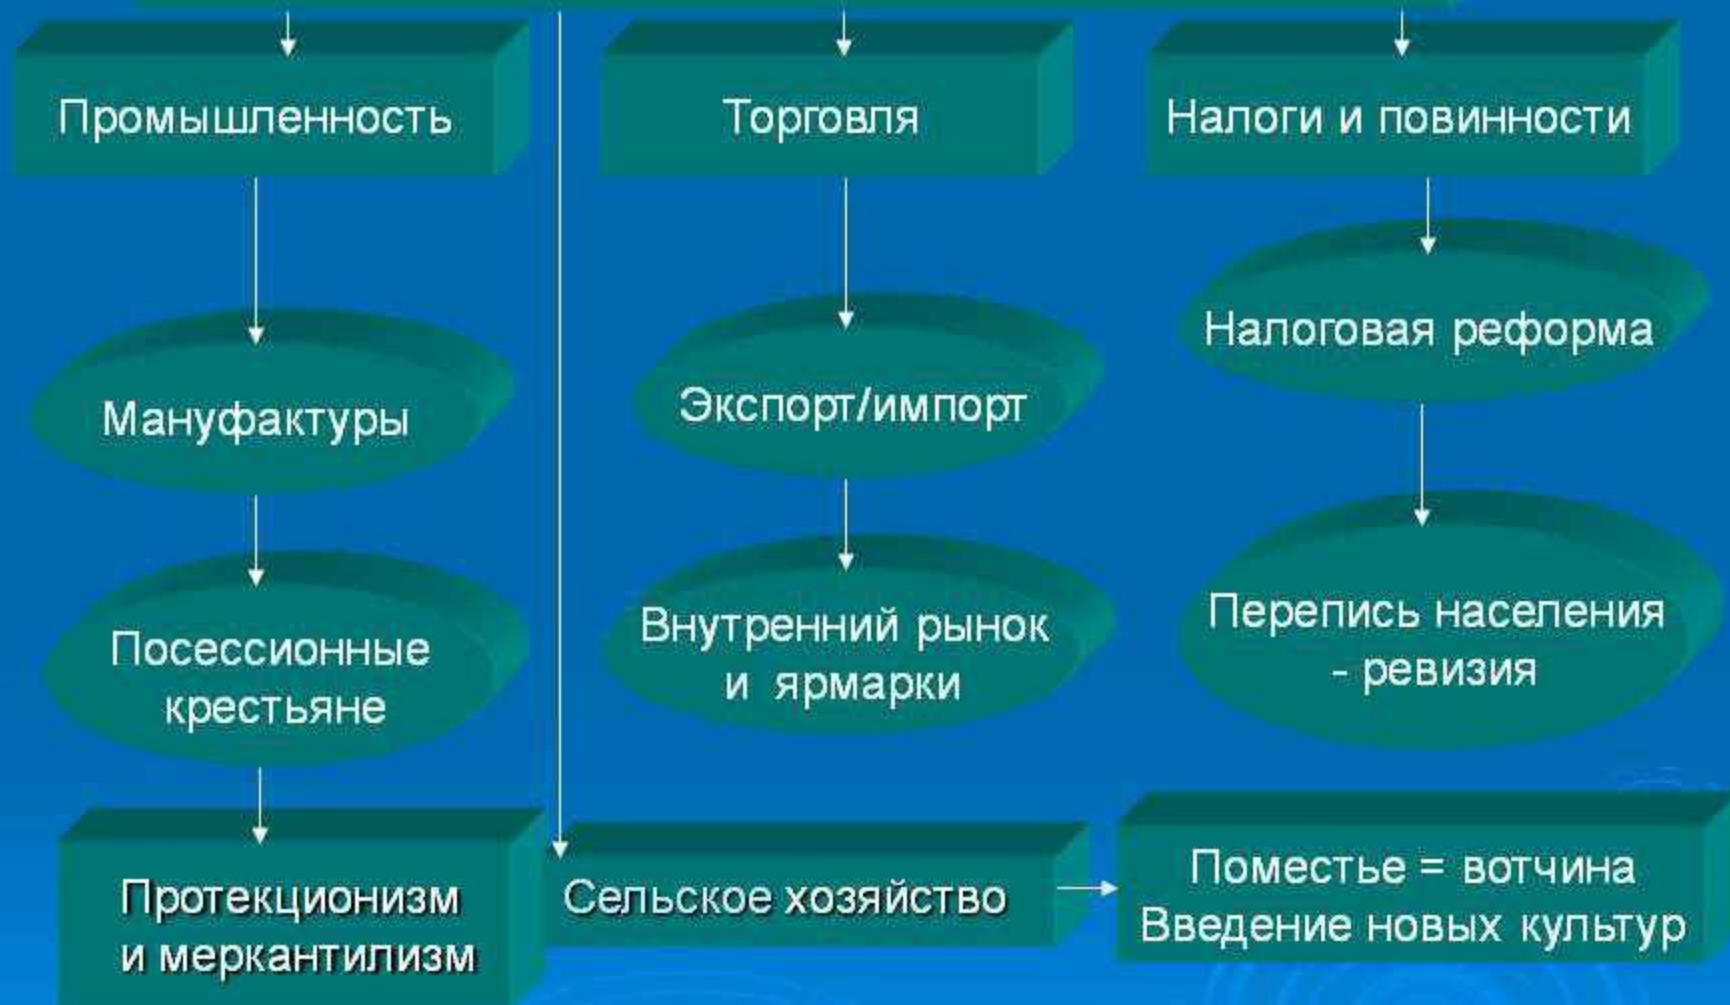 Промышленность
Торговля
Налоги и повинности
Мануфактуры
Экспорт/импорт
Налоговая реформа
Посессионные
крестьяне
Внутренний рынок
и ярмарки
Перепись населения
- ревизия
Протекционизм
и меркантилизм
Сельское хозяйство
Поместье = вотчина
Введение новых культур